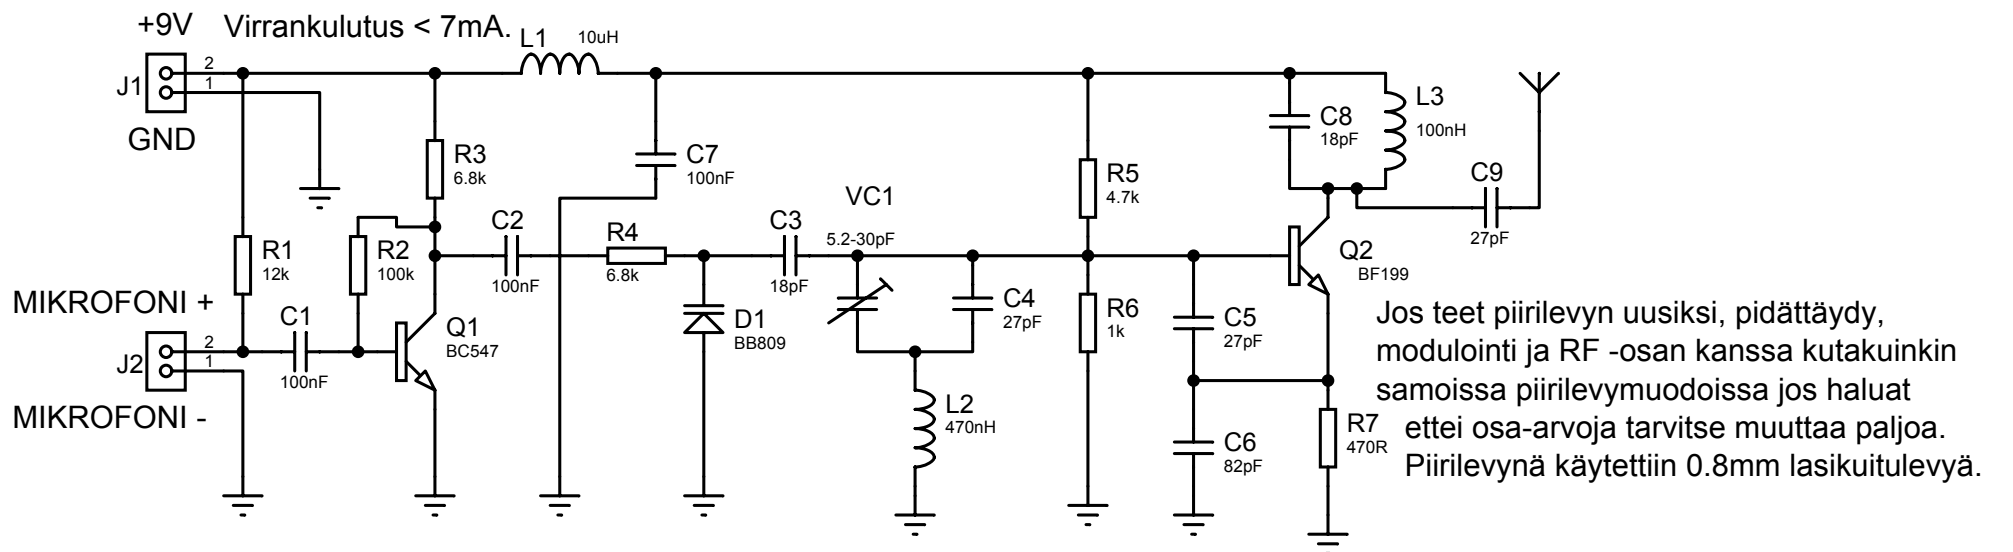 +9V
Virrankulutus < 7mA.
L1
10uH
2
1
J1
GND
R3
6.8k
C7
100nF
C8
18pF
L3
100nH
R5
4.7k
C9
27pF
VC1
5.2-30pF
R1
12k
R2
100k
C2
100nF
R4
6.8k
C3
18pF
Q2
BF199
MIKROFONI +
C1
100nF
Q1
BC547
D1
BB809
C4
27pF
R6
1k
C5
27pF
2
1
J2
MIKROFONI -
L2
470nH
C6
82pF
R7
470R
Jos teet piirilevyn uusiksi, pidättäydy,
modulointi ja RF -osan kanssa kutakuinkin
samoissa piirilevymuodoissa jos haluat
ettei osa-arvoja tarvitse muuttaa paljoa.
Piirilevynä käytettiin 0.8mm lasikuitulevyä.